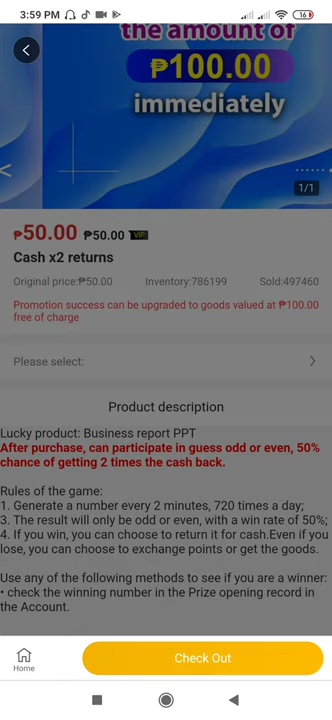 3:59 PM
16
the amount of
₱100.00
immediately
1/1
₱50.00 ₱50.00 VIP
Cash x2 returns
Original price:₱50.00 Inventory:786199 Sold:497460
Promotion success can be upgraded to goods valued at ₱100.00
free of charge
Please select:
Product description
Lucky product: Business report PPT
After purchase, can participate in guess odd or even, 50%
chance of getting 2 times the cash back.
Rules of the game:
1. Generate a number every 2 minutes, 720 times a day;
3. The result will only be odd or even, with a win rate of 50%;
4. If you win, you can choose to return it for cash.Even if you
lose, you can choose to exchange points or get the goods.
Use any of the following methods to see if you are a winner:
• check the winning number in the Prize opening record in
the Account.
Home
Check Out